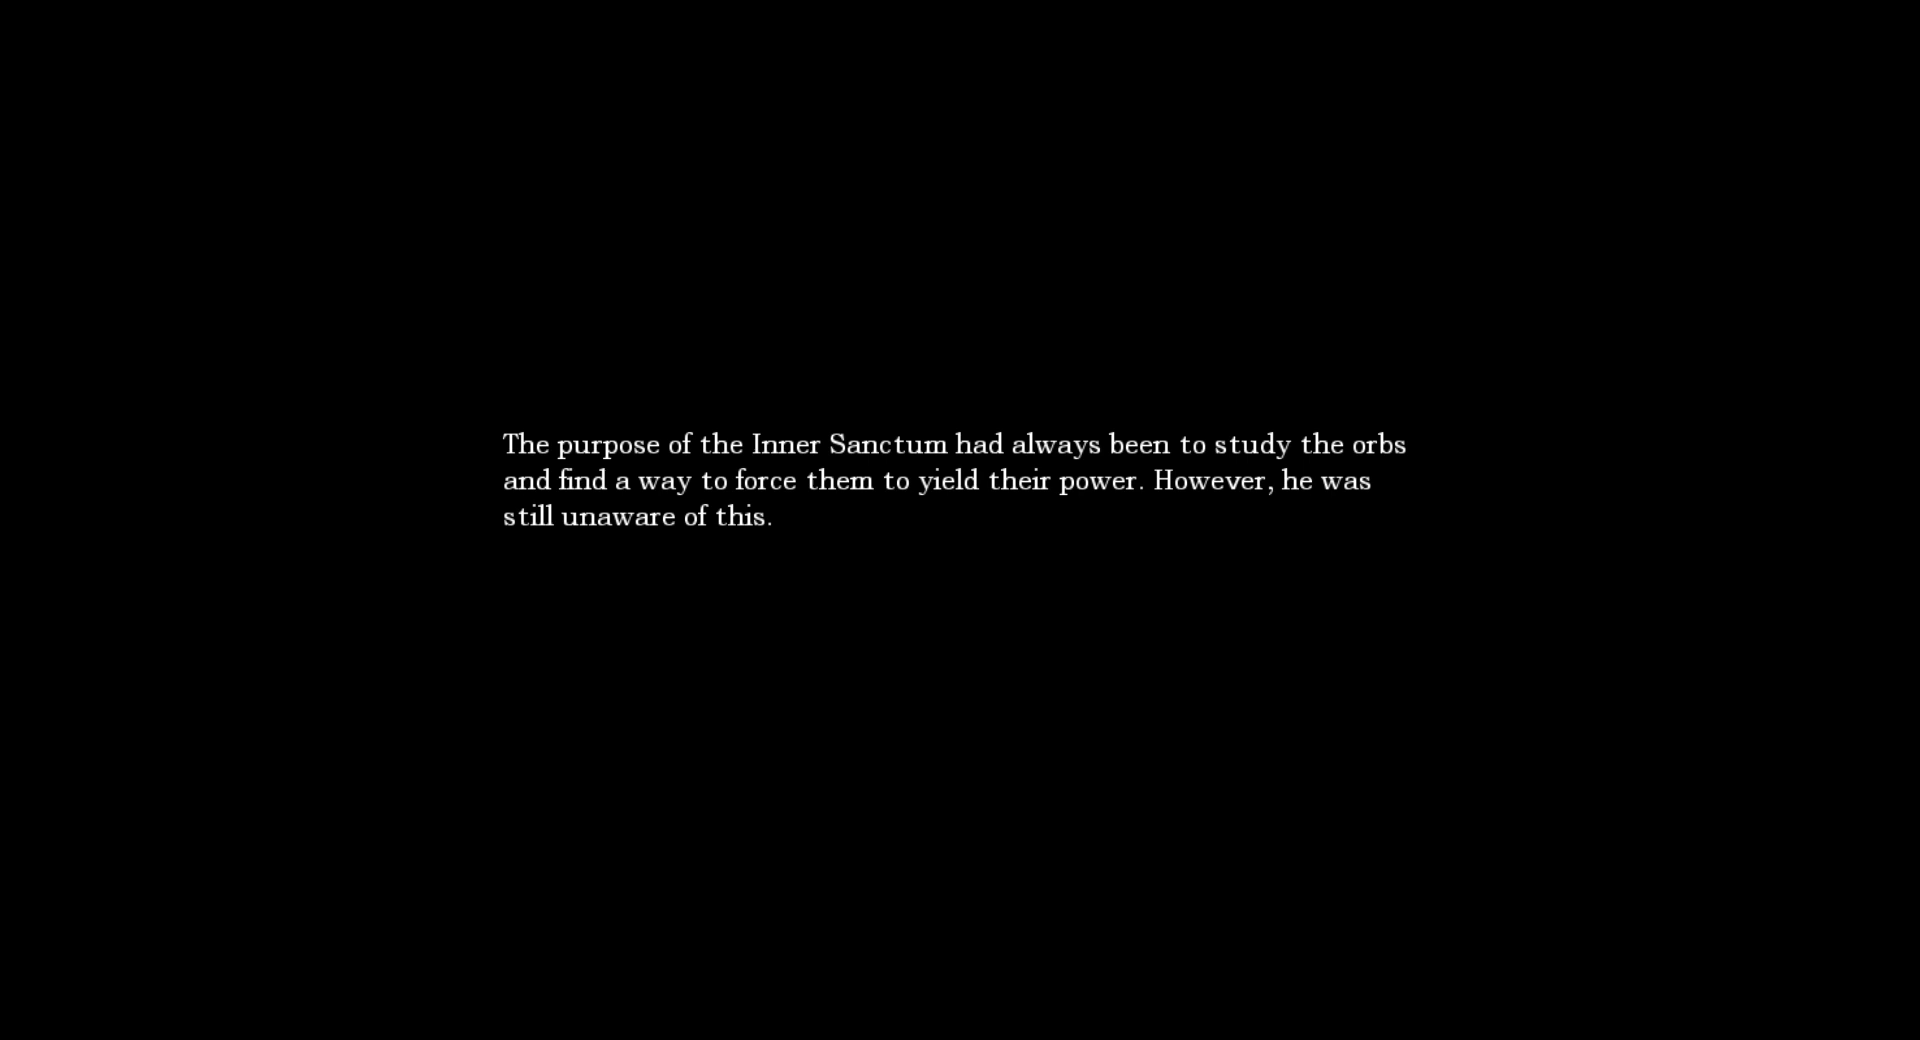 The purpose of the Inner Sanctum had always been to study the orbs
and find a way to force them to yield their power. However, he was
still unaware of this.